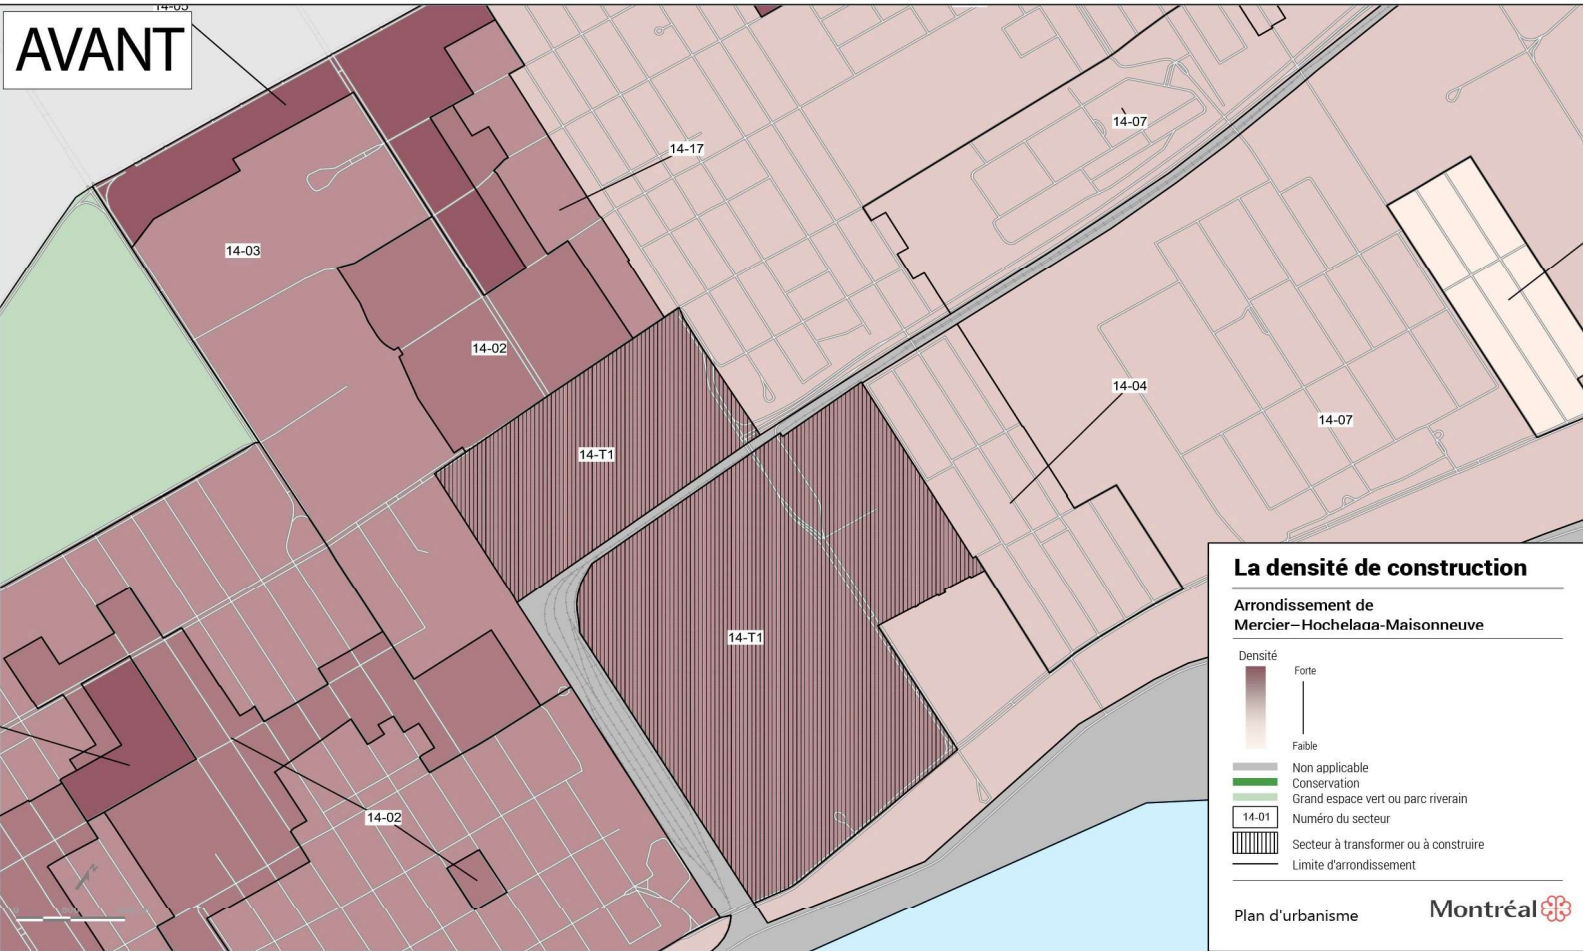 14-05
AVANT
14-07
14-17
14-03
14-02
14-04
14-07
14-T1
14-T1
14-02
La densité de construction
Arrondissement de
Mercier–Hochelaga-Maisonneuve
Densité
Forte
Faible
Non applicable
Conservation
Grand espace vert ou parc riverain
14-01 Numéro du secteur
Secteur à transformer ou à construire
Limite d'arrondissement
Plan d'urbanisme
Montréal